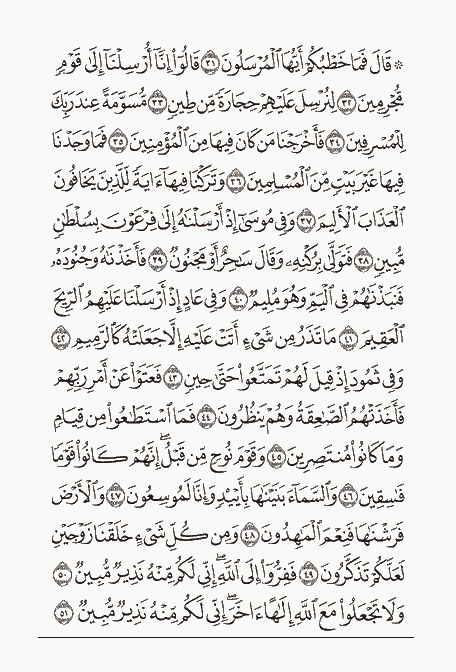 ۞ قَالَ فَمَا خَطْبُكُمْ أَيُّهَا ٱلْمُرْسَلُونَ ٣١ قَالُوٓا۟ إِنَّآ أُرْسِلْنَآ إِلَىٰ قَوْمٍ
مُّجْرِمِينَ ٣٢ لِنُرْسِلَ عَلَيْهِمْ حِجَارَةً مِّن طِينٍ ٣٣ مُّسَوَّمَةً عِندَ رَبِّكَ
لِلْمُسْرِفِينَ ٣٤ فَأَخْرَجْنَا مَن كَانَ فِيهَا مِنَ ٱلْمُؤْمِنِينَ ٣٥ فَمَا وَجَدْنَا
فِيهَا غَيْرَ بَيْتٍ مِّنَ ٱلْمُسْلِمِينَ ٣٦ وَتَرَكْنَا فِيهَآ ءَايَةً لِّلَّذِينَ يَخَافُونَ
ٱلْعَذَابَ ٱلْأَلِيمَ ٣٧ وَفِى مُوسَىٰٓ إِذْ أَرْسَلْنَٰهُ إِلَىٰ فِرْعَوْنَ بِسُلْطَٰنٍ
مُّبِينٍ ٣٨ فَتَوَلَّىٰ بِرُكْنِهِۦ وَقَالَ سَٰحِرٌ أَوْ مَجْنُونٌ ٣٩ فَأَخَذْنَٰهُ وَجُنُودَهُۥ
فَنَبَذْنَٰهُمْ فِى ٱلْيَمِّ وَهُوَ مُلِيمٌ ٤٠ وَفِى عَادٍ إِذْ أَرْسَلْنَا عَلَيْهِمُ ٱلرِّيحَ
ٱلْعَقِيمَ ٤١ مَا تَذَرُ مِن شَىْءٍ أَتَتْ عَلَيْهِ إِلَّا جَعَلَتْهُ كَٱلرَّمِيمِ ٤٢
وَفِى ثَمُودَ إِذْ قِيلَ لَهُمْ تَمَتَّعُوا۟ حَتَّىٰ حِينٍ ٤٣ فَعَتَوْا۟ عَنْ أَمْرِ رَبِّهِمْ
فَأَخَذَتْهُمُ ٱلصَّٰعِقَةُ وَهُمْ يَنظُرُونَ ٤٤ فَمَا ٱسْتَطَٰعُوا۟ مِن قِيَامٍ
وَمَا كَانُوا۟ مُنتَصِرِينَ ٤٥ وَقَوْمَ نُوحٍ مِّن قَبْلُ ۖ إِنَّهُمْ كَانُوا۟ قَوْمًا
فَٰسِقِينَ ٤٦ وَٱلسَّمَآءَ بَنَيْنَٰهَا بِأَيْي۟دٍ وَإِنَّا لَمُوسِعُونَ ٤٧ وَٱلْأَرْضَ
فَرَشْنَٰهَا فَنِعْمَ ٱلْمَٰهِدُونَ ٤٨ وَمِن كُلِّ شَىْءٍ خَلَقْنَا زَوْجَيْنِ
لَعَلَّكُمْ تَذَكَّرُونَ ٤٩ فَفِرُّوٓا۟ إِلَى ٱللَّهِ ۖ إِنِّى لَكُم مِّنْهُ نَذِيرٌ مُّبِينٌ ٥٠
وَلَا تَجْعَلُوا۟ مَعَ ٱللَّهِ إِلَٰهًا ءَاخَرَ ۖ إِنِّى لَكُم مِّنْهُ نَذِيرٌ مُّبِينٌ ٥١